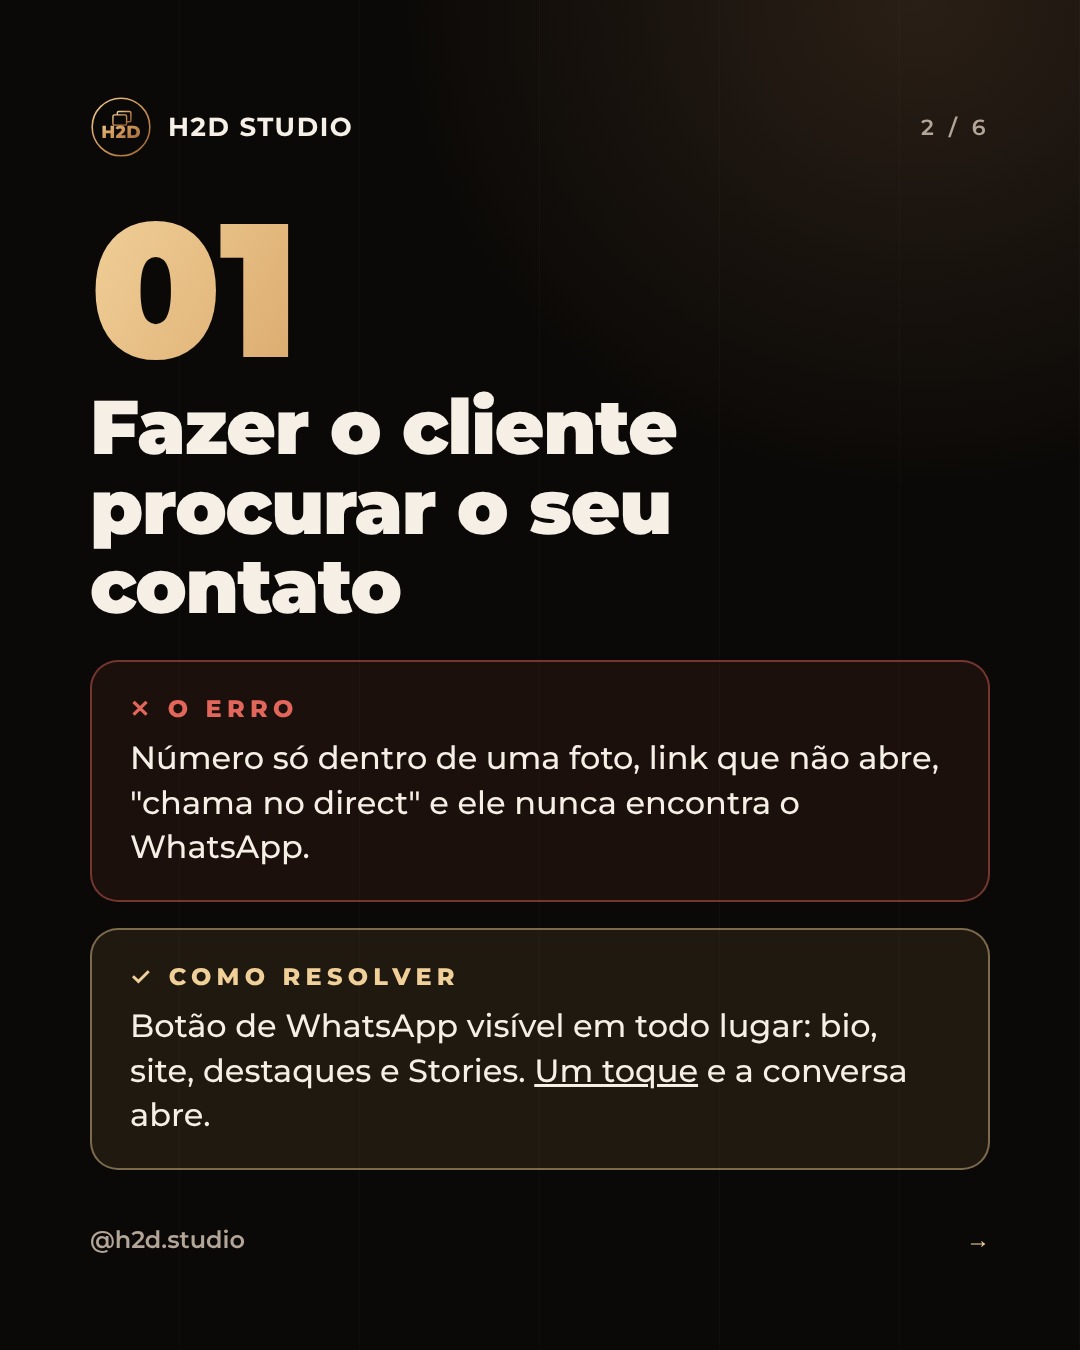 H2D
H2D STUDIO
2 / 6
01
Fazer o cliente
procurar o seu
contato
✕ O ERRO
Número só dentro de uma foto, link que não abre,
"chama no direct" e ele nunca encontra o
WhatsApp.
✓ COMO RESOLVER
Botão de WhatsApp visível em todo lugar: bio,
site, destaques e Stories. Um toque e a conversa
abre.
@h2d.studio
→